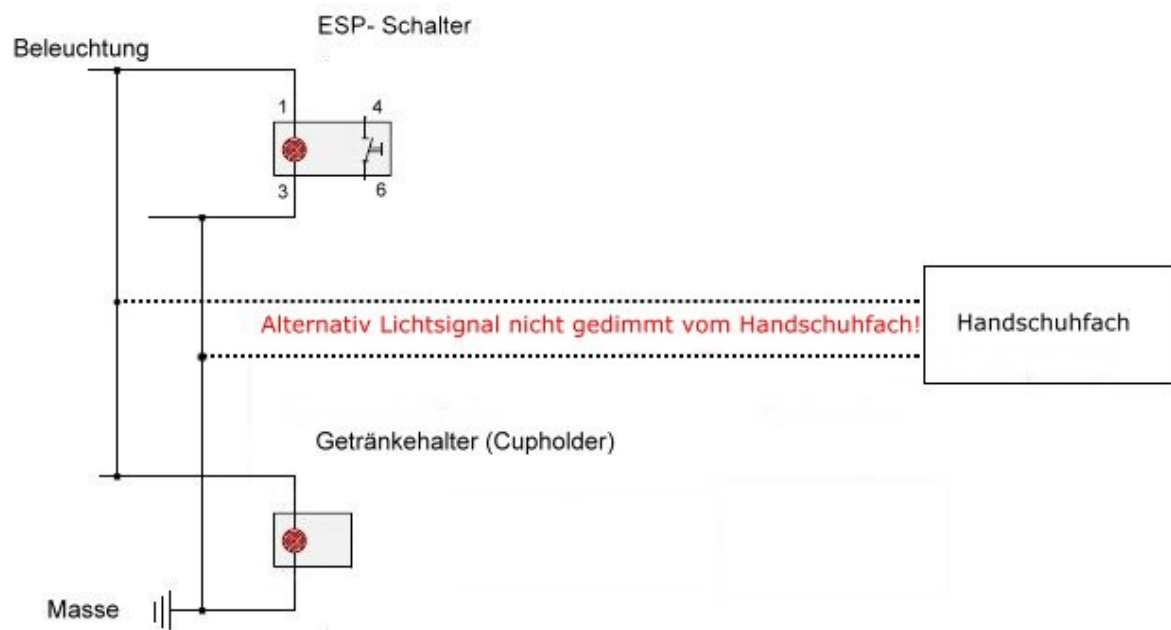 ESP- Schalter
Beleuchtung
1
4
3
6
Alternativ Lichtsignal nicht gedimmt vom Handschuhfach!
Handschuhfach
Getränkehalter (Cupholder)
Masse